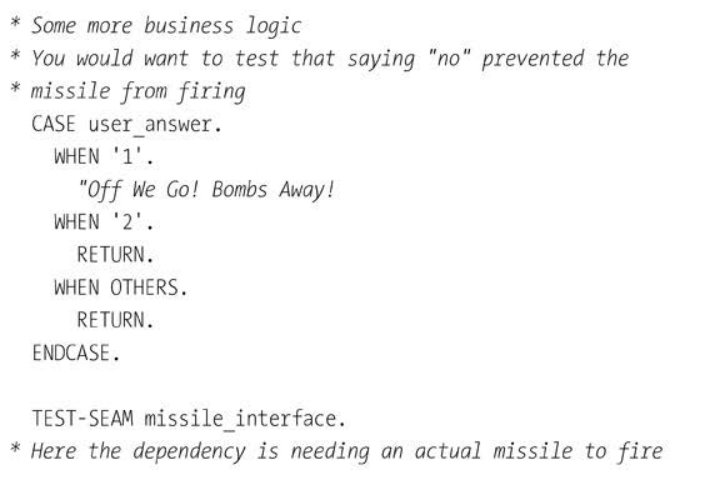 * Some more business logic
* You would want to test that saying "no" prevented the
* missile from firing
CASE user_answer.
WHEN '1'.
"Off We Go! Bombs Away!
WHEN '2'.
RETURN.
WHEN OTHERS.
RETURN.
ENDCASE.
TEST-SEAM missile_interface.
* Here the dependency is needing an actual missile to fire